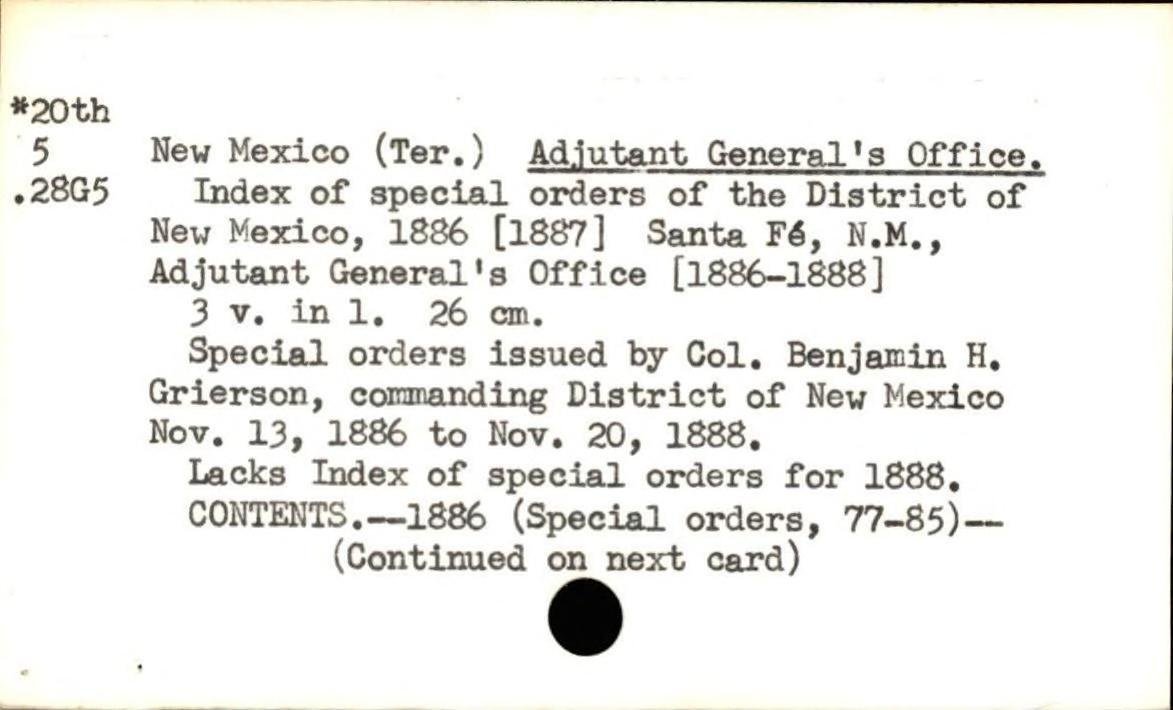 *20th
5 New Mexico (Ter.) Adjutant General's Office.
.28G5 Index of special orders of the District of
New Mexico, 1886 [1887] Santa Fé, N.M.,
Adjutant General's Office [1886-1888]
3 v. in 1. 26 cm.
Special orders issued by Col. Benjamin H.
Grierson, commanding District of New Mexico
Nov. 13, 1886 to Nov. 20, 1888.
Lacks Index of special orders for 1888.
CONTENTS.--1886 (Special orders, 77-85)--
(Continued on next card)